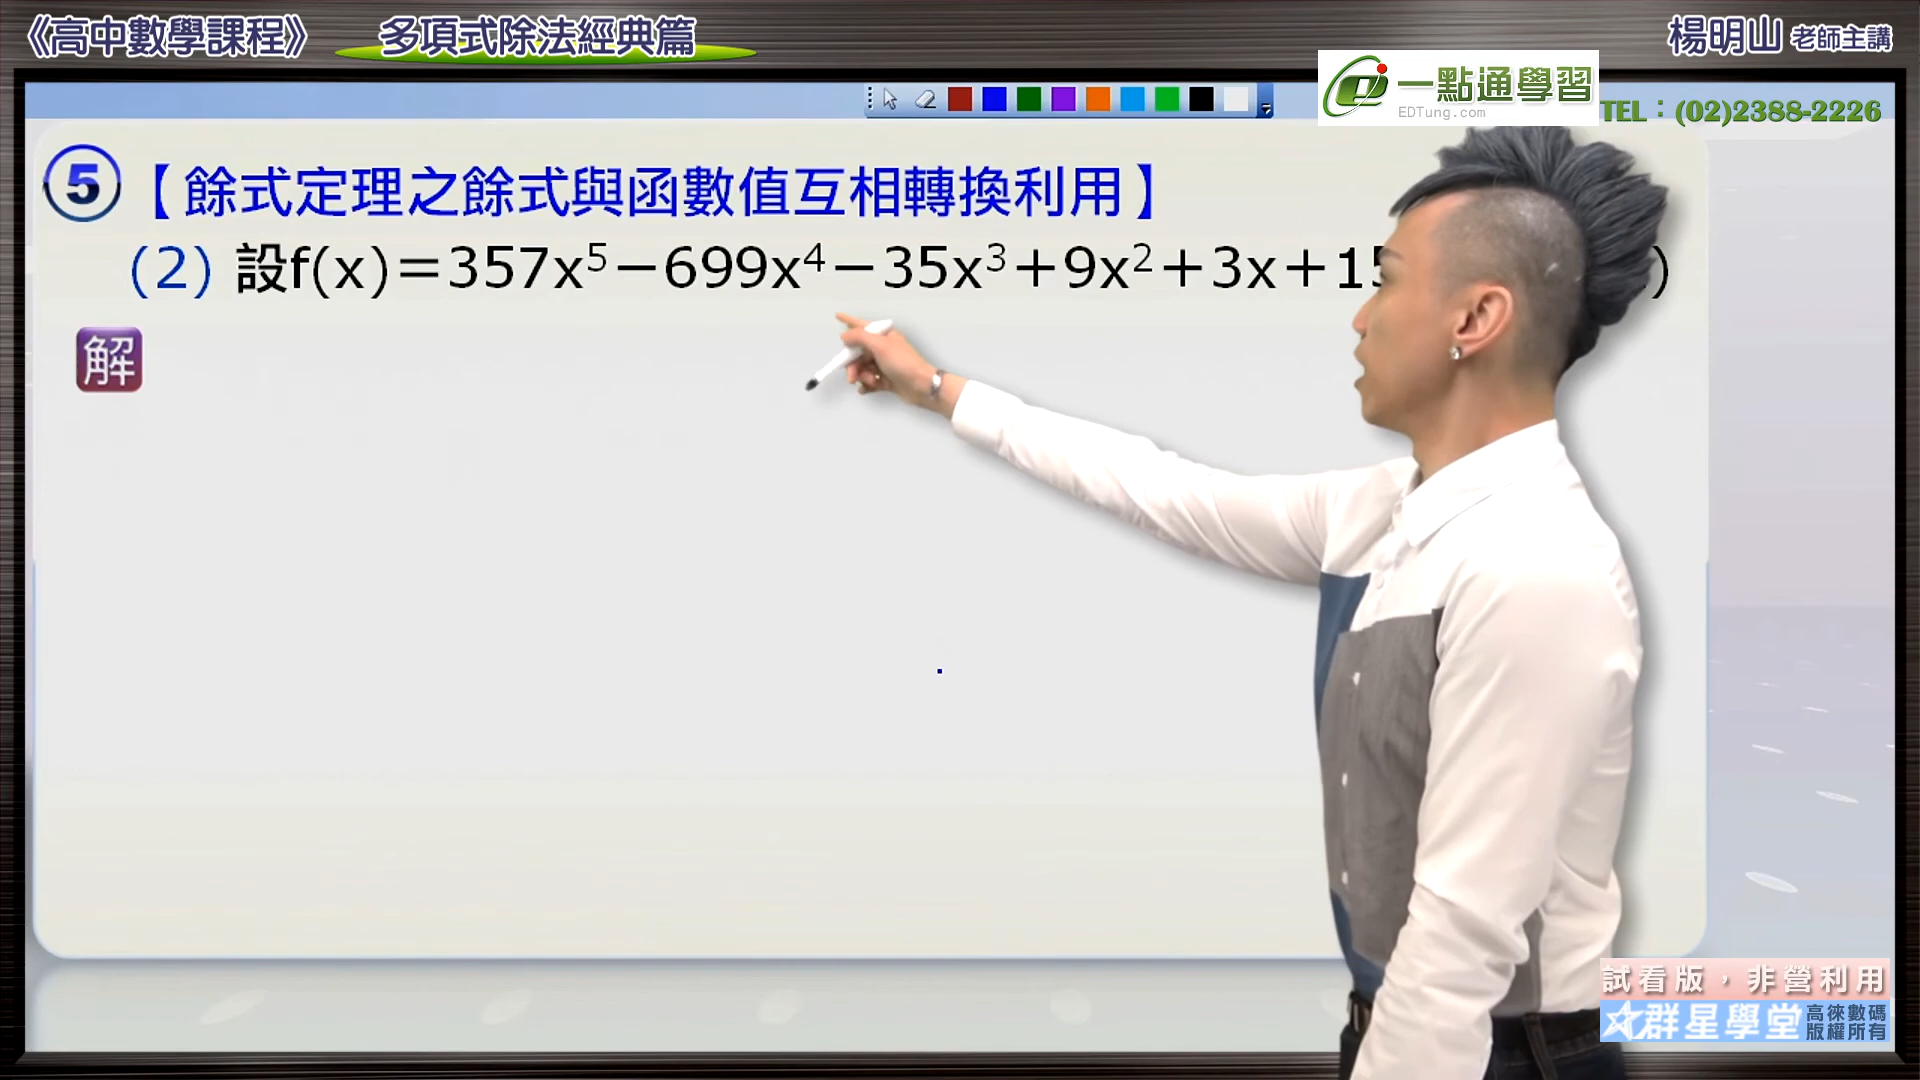 《高中數學課程》 多項式除法經典篇 楊明山 老師主講
一點通學習
EDTung.com
TEL：(02)2388-2226
5【餘式定理之餘式與函數值互相轉換利用】
(2) 設f(x)＝357x⁵－699x⁴－35x³＋9x²＋3x＋15 )
解
試看版，非營利用
群星學堂 高徠數碼
版權所有